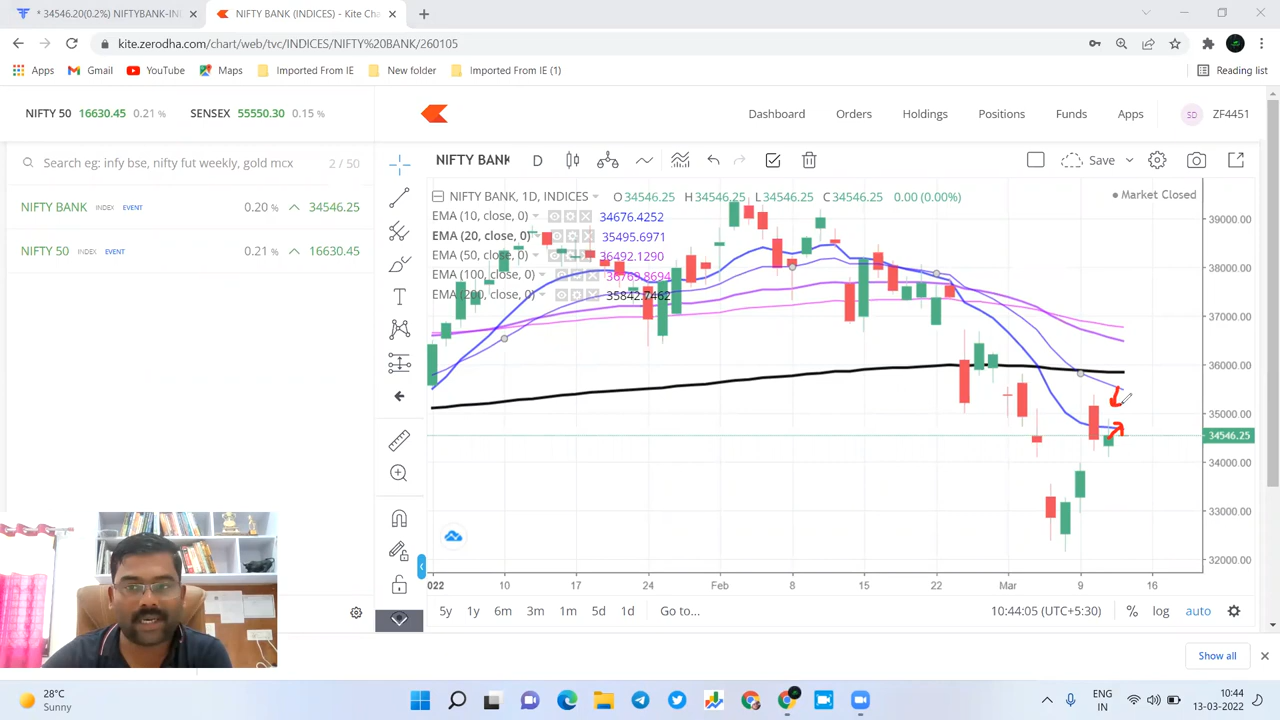 * 34546.20(0.2%) NIFTYBANK-IN
NIFTY BANK (INDICES) - Kite Cha
kite.zerodha.com/chart/web/tvc/INDICES/NIFTY%20BANK/260105
Apps Gmail YouTube Maps Imported From IE New folder Imported From IE (1) Reading list
NIFTY 50 16630.45 0.21 % SENSEX 55550.30 0.15 %
Dashboard Orders Holdings Positions Funds Apps SD ZF4451
Search eg: infy bse, nifty fut weekly, gold mcx 2 / 50
NIFTY BANK D Save
NIFTY BANK, 1D, INDICES O34546.25 H34546.25 L34546.25 C34546.25 0.00 (0.00%) Market Closed
NIFTY BANK INDEX EVENT 0.20 % 34546.25
EMA (10, close, 0) 34676.4252
EMA (20, close, 0) 35495.6971
NIFTY 50 INDEX EVENT 0.21 % 16630.45
EMA (50, close, 0) 36492.1290
EMA (100, close, 0) 36769.8694
EMA (200, close, 0) 35842.7462
39000.00
38000.00
37000.00
36000.00
35000.00
34546.25
34000.00
33000.00
32000.00
022 10 17 24 Feb 8 15 22 Mar 9 16
5y 1y 6m 3m 1m 5d 1d Go to... 10:44:05 (UTC+5:30) % log auto
Show all
28°C
Sunny
ENG
IN
10:44
13-03-2022